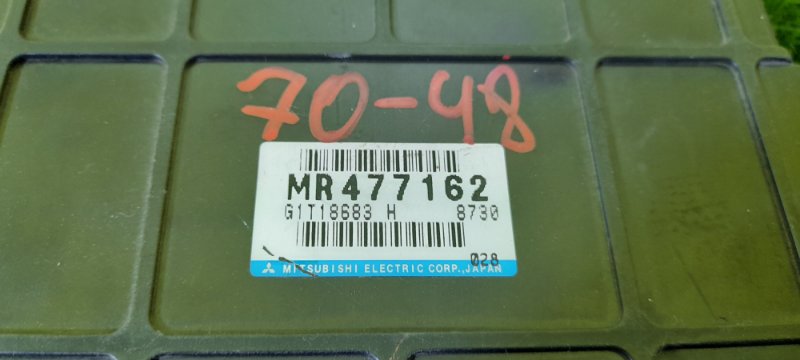 70-48
MR477162
G1T18683 H 8730
028
MITSUBISHI ELECTRIC CORP.,JAPAN